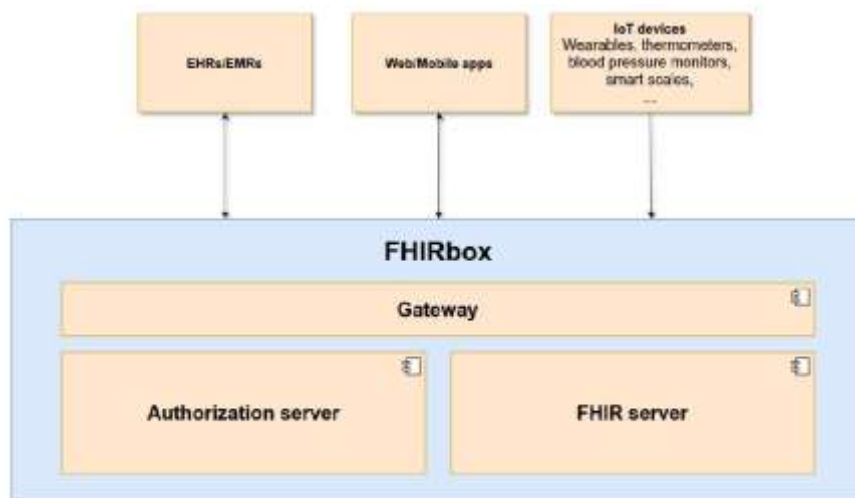 EHRs/EMRs
Web/Mobile apps
IoT devices
Wearables, thermometers,
blood pressure monitors,
smart scales,
...
FHIRbox
Gateway
Authorization server
FHIR server